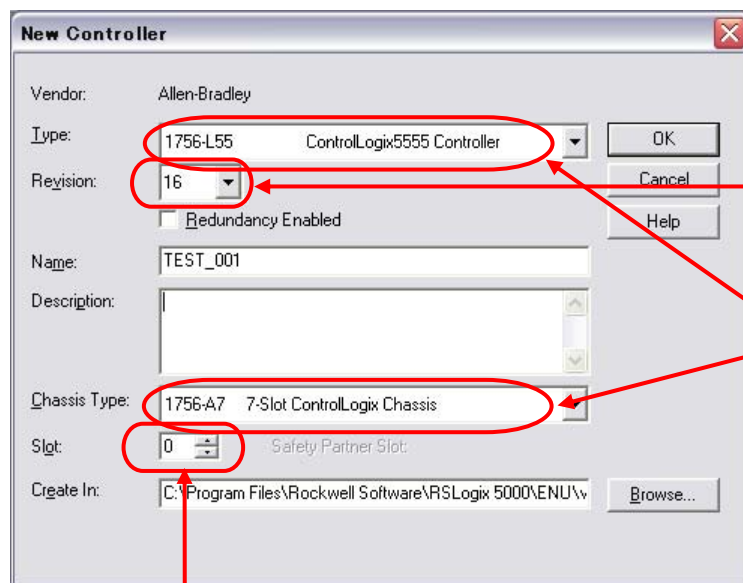 New Controller
Vendor: Allen-Bradley
Type: 1756-L55 ControlLogix5555 Controller OK
Revision: 16 Cancel
Redundancy Enabled Help
Name: TEST_001
Description:
Chassis Type: 1756-A7 7-Slot ControlLogix Chassis
Slot: 0 Safety Partner Slot:
Create In: C:\Program Files\Rockwell Software\RSLogix 5000\ENU\v Browse...